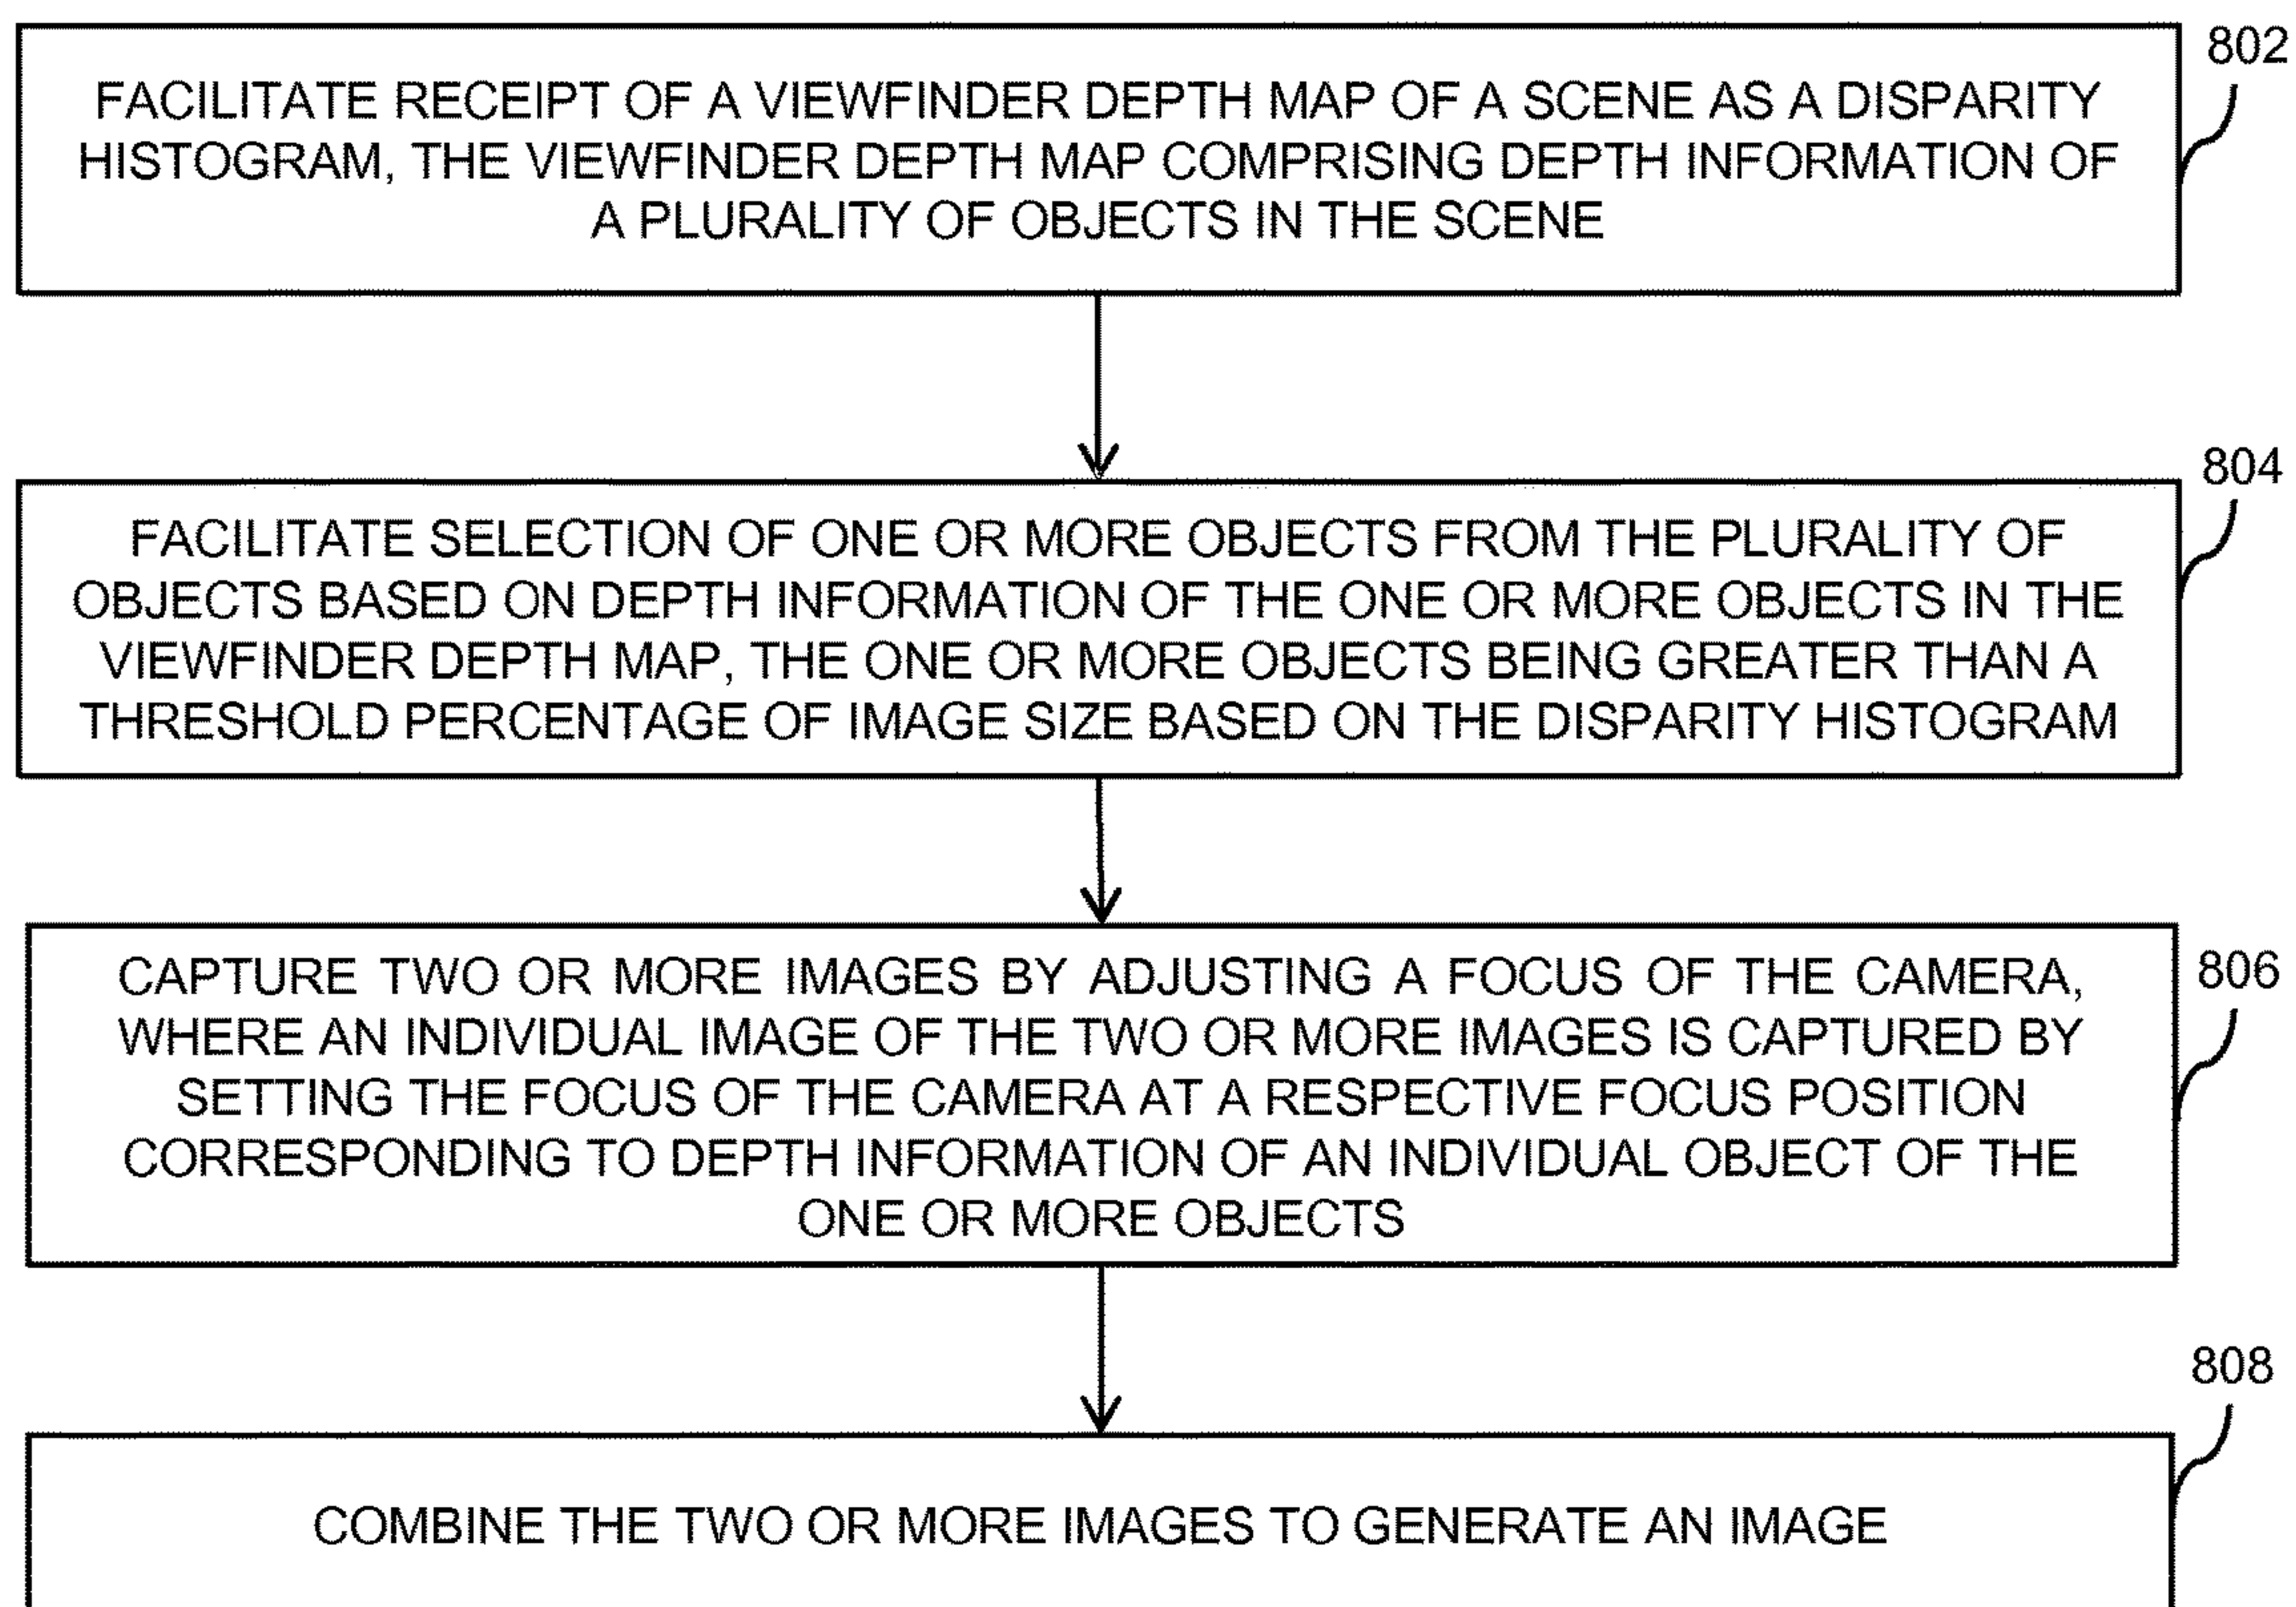 802
FACILITATE RECEIPT OF A VIEWFINDER DEPTH MAP OF A SCENE AS A DISPARITY
HISTOGRAM, THE VIEWFINDER DEPTH MAP COMPRISING DEPTH INFORMATION OF
A PLURALITY OF OBJECTS IN THE SCENE
804
FACILITATE SELECTION OF ONE OR MORE OBJECTS FROM THE PLURALITY OF
OBJECTS BASED ON DEPTH INFORMATION OF THE ONE OR MORE OBJECTS IN THE
VIEWFINDER DEPTH MAP, THE ONE OR MORE OBJECTS BEING GREATER THAN A
THRESHOLD PERCENTAGE OF IMAGE SIZE BASED ON THE DISPARITY HISTOGRAM
806
CAPTURE TWO OR MORE IMAGES BY ADJUSTING A FOCUS OF THE CAMERA,
WHERE AN INDIVIDUAL IMAGE OF THE TWO OR MORE IMAGES IS CAPTURED BY
SETTING THE FOCUS OF THE CAMERA AT A RESPECTIVE FOCUS POSITION
CORRESPONDING TO DEPTH INFORMATION OF AN INDIVIDUAL OBJECT OF THE
ONE OR MORE OBJECTS
808
COMBINE THE TWO OR MORE IMAGES TO GENERATE AN IMAGE